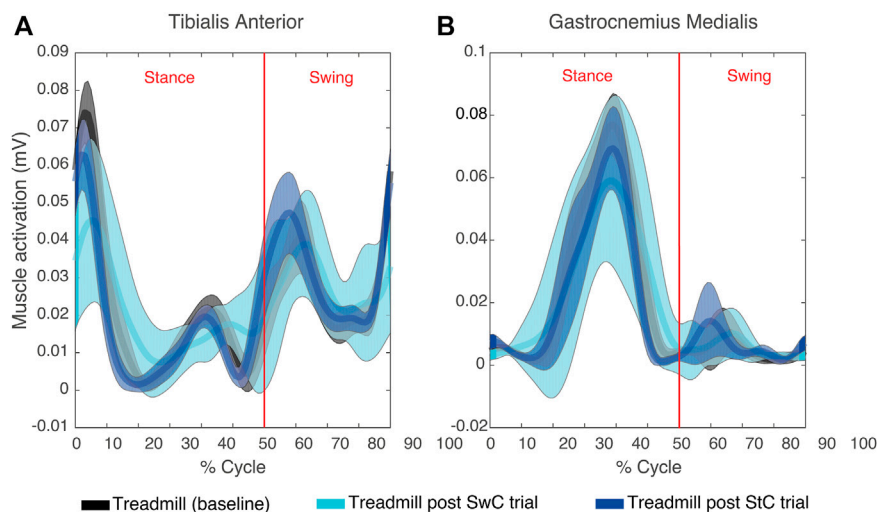 A Tibialis Anterior
0.09
0.08
0.07
0.06
0.05
0.04
0.03
0.02
0.01
0
-0.01
Muscle activation (mV)
Stance Swing
0 10 20 30 40 50 60 70 80 90 100
% Cycle
B Gastrocnemius Medialis
0.1
0.08
0.06
0.04
0.02
0
-0.02
Stance Swing
0 10 20 30 40 50 60 70 80 90 100
% Cycle
Treadmill (baseline) Treadmill post SwC trial Treadmill post StC trial